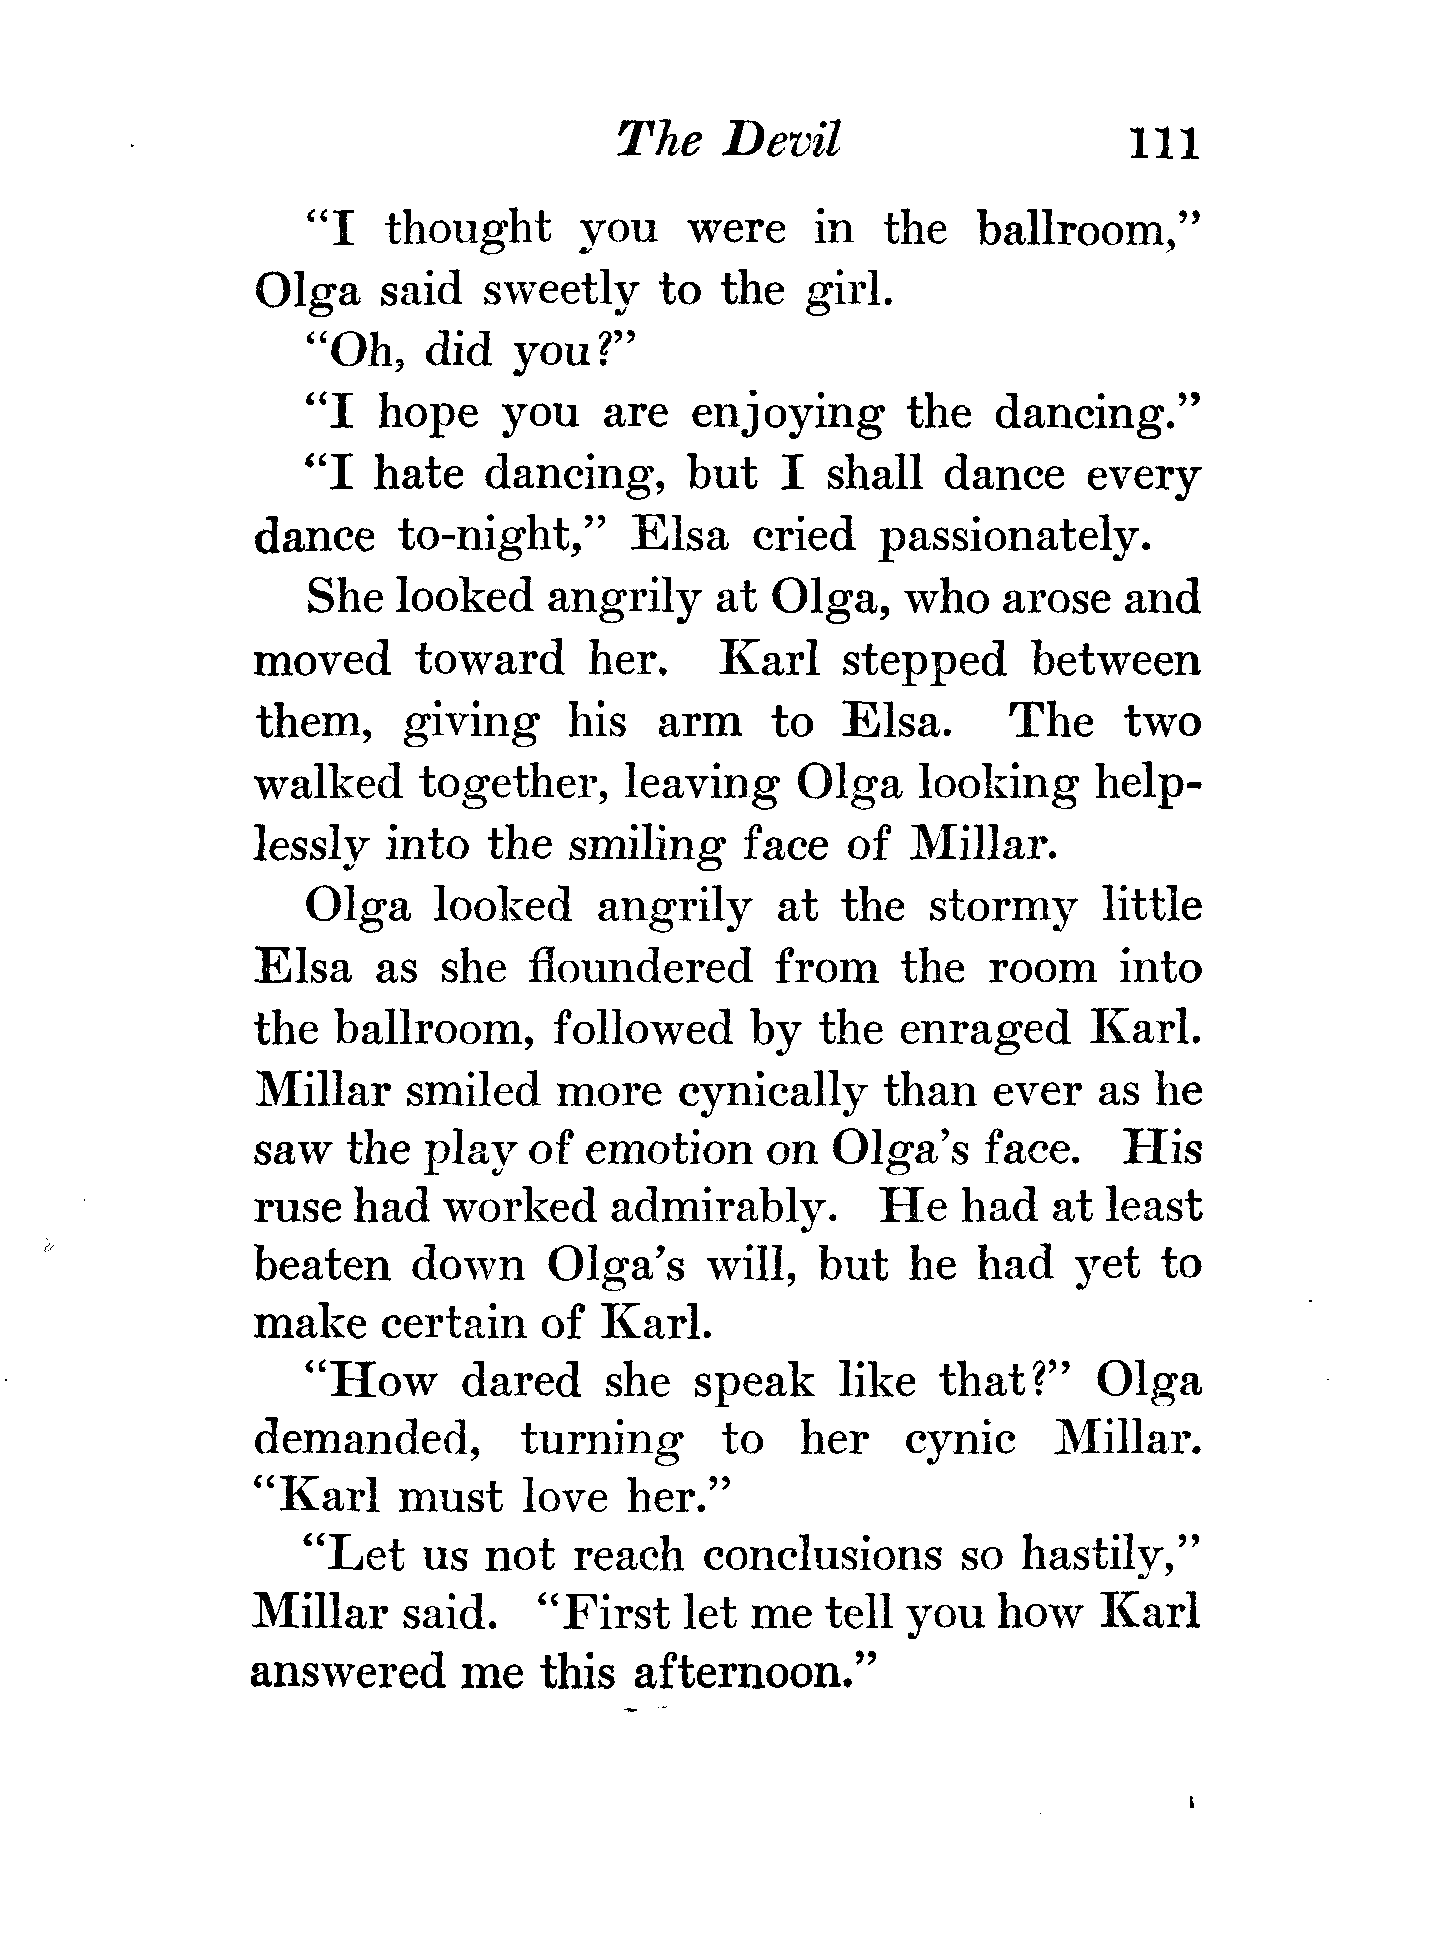 The Devil 111
“I thought you were in the ballroom,”
Olga said sweetly to the girl.
“Oh, did you?”
“I hope you are enjoying the dancing.”
“I hate dancing, but I shall dance every
dance to-night,” Elsa cried passionately.
She looked angrily at Olga, who arose and
moved toward her. Karl stepped between
them, giving his arm to Elsa. The two
walked together, leaving Olga looking help-
lessly into the smiling face of Millar.
Olga looked angrily at the stormy little
Elsa as she floundered from the room into
the ballroom, followed by the enraged Karl.
Millar smiled more cynically than ever as he
saw the play of emotion on Olga’s face. His
ruse had worked admirably. He had at least
beaten down Olga’s will, but he had yet to
make certain of Karl.
“How dared she speak like that?” Olga
demanded, turning to her cynic Millar.
“Karl must love her.”
“Let us not reach conclusions so hastily,”
Millar said. “First let me tell you how Karl
answered me this afternoon.”